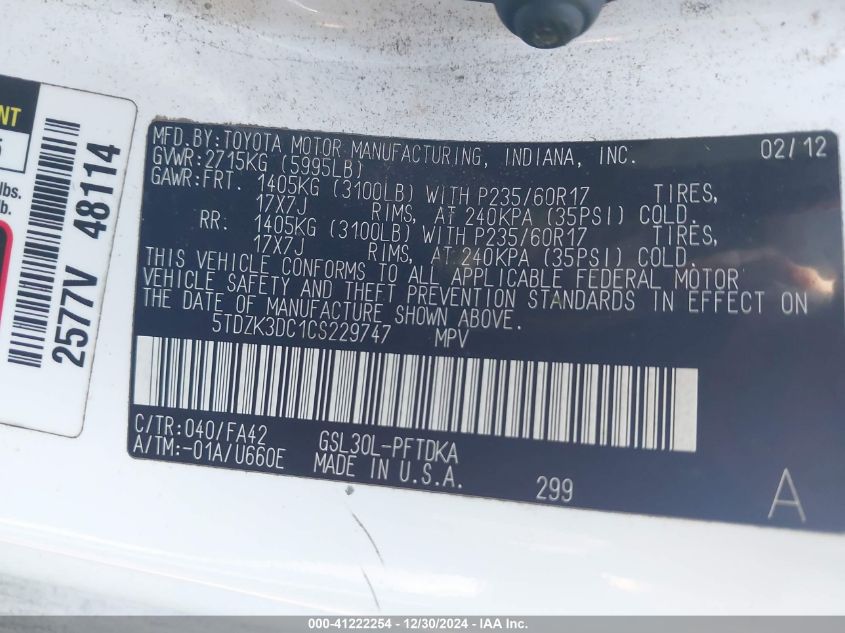 NT
5
lbs.
lb.
2577V 48114
MFD.BY:TOYOTA MOTOR MANUFACTURING, INDIANA, INC. 02/12
GVWR:2715KG (5995LB)
GAWR:FRT. 1405KG (3100LB) WITH P235/60R17 TIRES,
17X7J RIMS, AT 240KPA (35PSI) COLD.
RR: 1405KG (3100LB) WITH P235/60R17 TIRES,
17X7J RIMS, AT 240KPA (35PSI) COLD.
THIS VEHICLE CONFORMS TO ALL APPLICABLE FEDERAL MOTOR
VEHICLE SAFETY AND THEFT PREVENTION STANDARDS IN EFFECT ON
THE DATE OF MANUFACTURE SHOWN ABOVE.
5TDZK3DC1CS229747 MPV
C/TR:040/FA42 GSL30L-PFTDKA
A/TM:-01A/U660E MADE IN U.S.A.
299 A
000-41222254 - 12/30/2024 - IAA Inc.